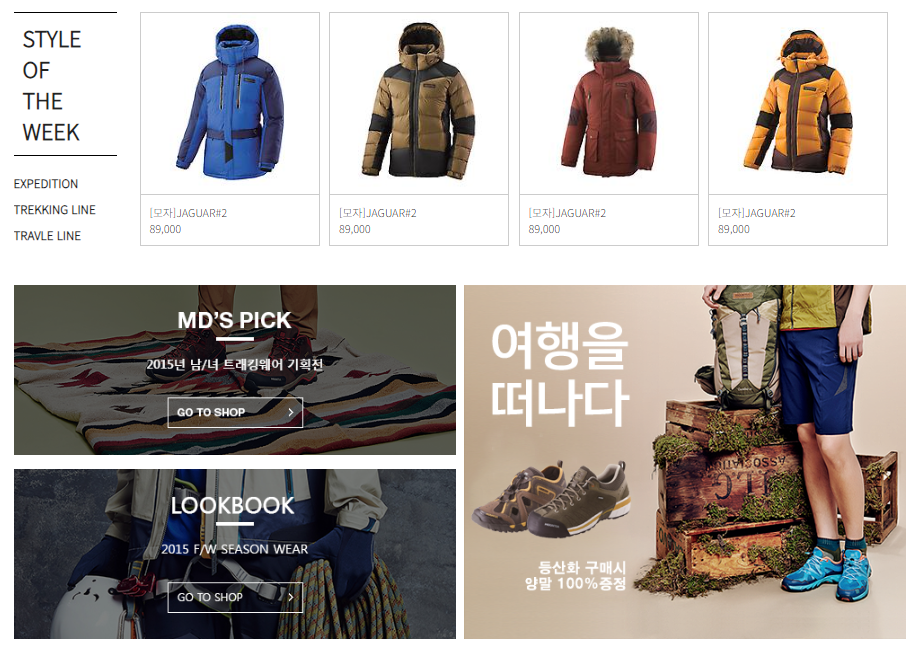 STYLE
OF
THE
WEEK
EXPEDITION
TREKKING LINE
TRAVLE LINE
[모자]JAGUAR#2
89,000
[모자]JAGUAR#2
89,000
[모자]JAGUAR#2
89,000
[모자]JAGUAR#2
89,000
MD'S PICK
2015년 남/녀 트래킹웨어 기획전
GO TO SHOP
LOOKBOOK
2015 F/W SEASON WEAR
GO TO SHOP
여행을
떠나다
등산화 구매시
양말 100%증정
ASSOCIATION